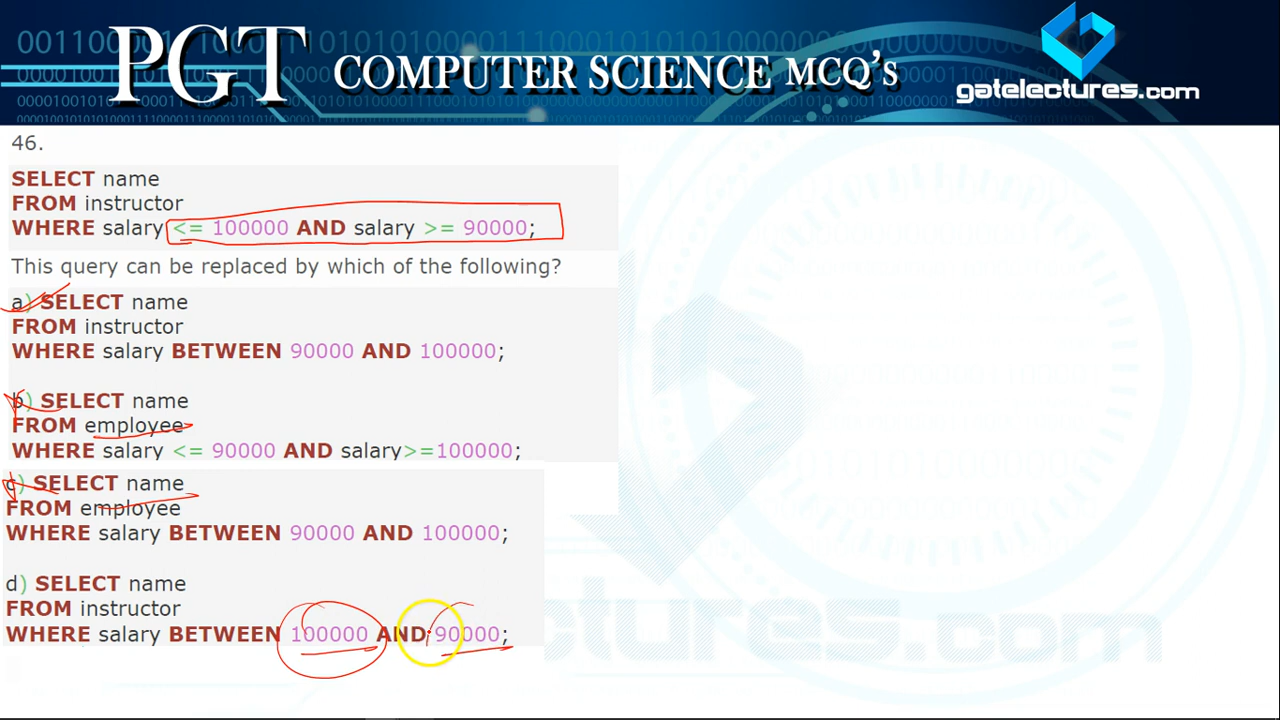 PGT COMPUTER SCIENCE MCQ's
gatelectures.com
46.
SELECT name
FROM instructor
WHERE salary <= 100000 AND salary >= 90000;
This query can be replaced by which of the following?
a) SELECT name
FROM instructor
WHERE salary BETWEEN 90000 AND 100000;
b) SELECT name
FROM employee
WHERE salary <= 90000 AND salary>=100000;
c) SELECT name
FROM employee
WHERE salary BETWEEN 90000 AND 100000;
d) SELECT name
FROM instructor
WHERE salary BETWEEN 100000 AND 90000;